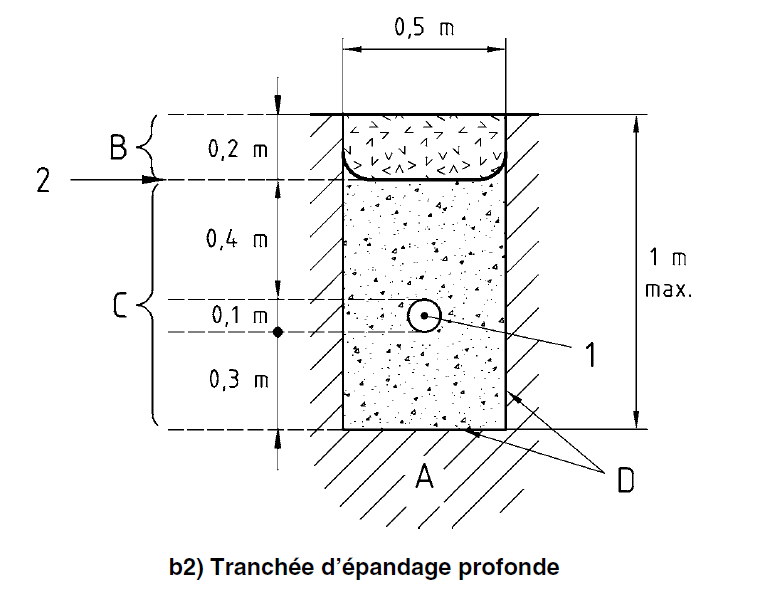 0,5 m
B
0,2 m
2
0,4 m
1 m
max.
C
0,1 m
1
0,3 m
A
D
b2) Tranchée d’épandage profonde